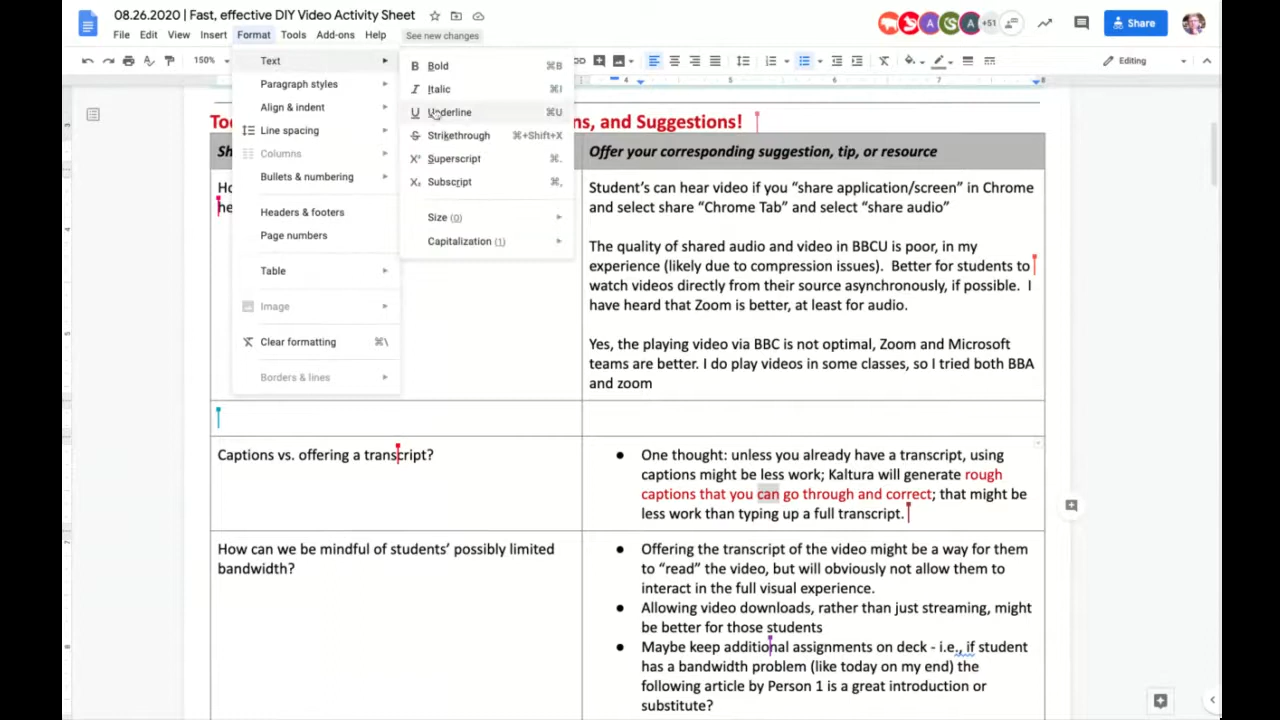 08.26.2020 | Fast, effective DIY Video Activity Sheet
A
A
+51
Share
File Edit View Insert Format Tools Add-ons Help See new changes
150%
Editing
4 6 7 8
Text
Paragraph styles
Align & indent
Line spacing
Columns
Bullets & numbering
Headers & footers
Page numbers
Table
Image
Clear formatting ⌘\
Borders & lines
B Bold ⌘B
I Italic ⌘I
U Underline ⌘U
S Strikethrough ⌘+Shift+X
X² Superscript ⌘.
X₂ Subscript ⌘,
Size (0)
Capitalization (1)
ns, and Suggestions!
Offer your corresponding suggestion, tip, or resource
Student's can hear video if you "share application/screen" in Chrome
and select share "Chrome Tab" and select "share audio"
The quality of shared audio and video in BBCU is poor, in my
experience (likely due to compression issues). Better for students to
watch videos directly from their source asynchronously, if possible. I
have heard that Zoom is better, at least for audio.
Yes, the playing video via BBC is not optimal, Zoom and Microsoft
teams are better. I do play videos in some classes, so I tried both BBA
and zoom
Captions vs. offering a transcript?
● One thought: unless you already have a transcript, using
captions might be less work; Kaltura will generate rough
captions that you can go through and correct; that might be
less work than typing up a full transcript.
How can we be mindful of students' possibly limited
bandwidth?
● Offering the transcript of the video might be a way for them
to "read" the video, but will obviously not allow them to
interact in the full visual experience.
● Allowing video downloads, rather than just streaming, might
be better for those students
● Maybe keep additional assignments on deck - i.e., if student
has a bandwidth problem (like today on my end) the
following article by Person 1 is a great introduction or
substitute?